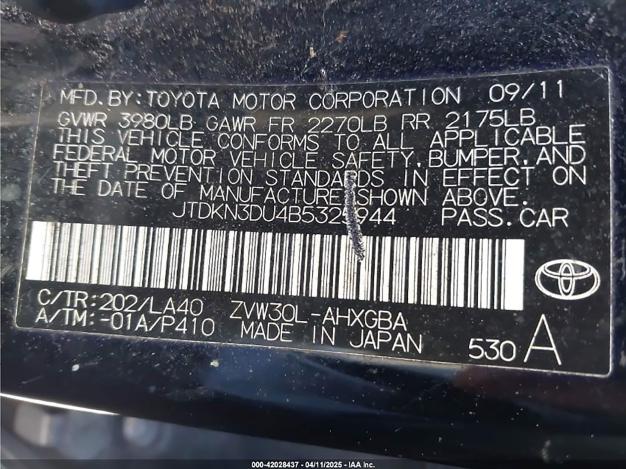 MFD. BY: TOYOTA MOTOR CORPORATION 09/11
GVWR 3980LB GAWR FR 2270LB RR 2175LB
THIS VEHICLE CONFORMS TO ALL APPLICABLE
FEDERAL MOTOR VEHICLE SAFETY, BUMPER, AND
THEFT PREVENTION STANDARDS IN EFFECT ON
THE DATE OF MANUFACTURE SHOWN ABOVE.
PASS. CAR
C/TR: 202/LA40 ZVW30L-AHXGBA
A/TM: -01A/P410 MADE IN JAPAN
530 A
000-42028437 - 04/11/2025 - IAA Inc.